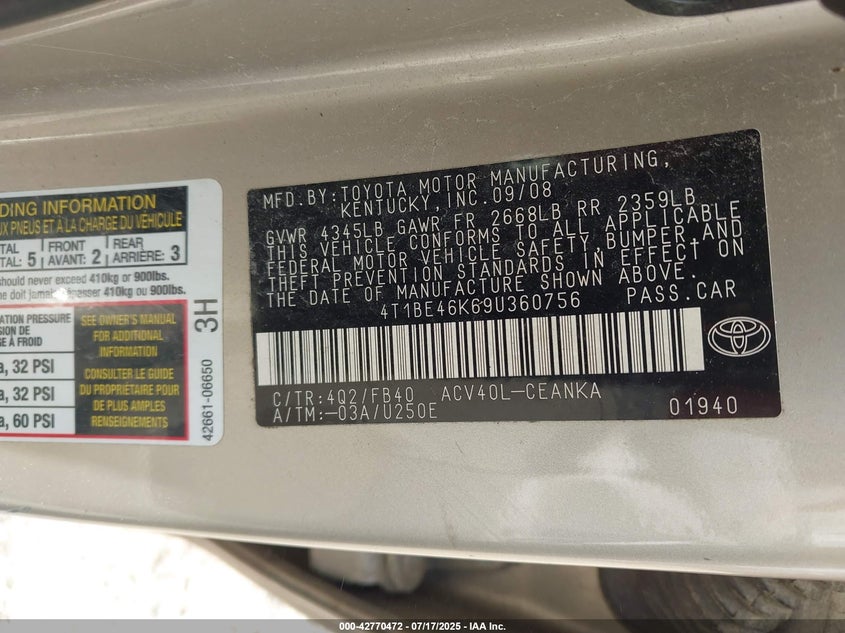 DING INFORMATION
UX PNEUS ET À LA CHARGE DU VÉHICULE
TAL
TAL: 5
FRONT
AVANT: 2
REAR
ARRIÈRE: 3
should never exceed 410kg or 900lbs.
ne doit jamais dépasser 410kg ou 900lbs.
ATION PRESSURE
SEE OWNER'S MANUAL
FOR ADDITIONAL
INFORMATION
À FROID
a, 32 PSI
a, 32 PSI
a, 60 PSI
CONSULTER LE GUIDE
DU PROPRIÉTAIRE POUR
DE PLUS AMPLES
RENSEIGNEMENTS
3H
42661-06650
MFD.BY: TOYOTA MOTOR MANUFACTURING,
KENTUCKY, INC. 09/08
GVWR 4345LB GAWR FR 2668LB RR 2359LB
THIS VEHICLE CONFORMS TO ALL APPLICABLE
FEDERAL MOTOR VEHICLE SAFETY, BUMPER, AND
THEFT PREVENTION STANDARDS IN EFFECT ON
THE DATE OF MANUFACTURE SHOWN ABOVE.
4T1BE46K69U360756 PASS.CAR
C/TR:4Q2/FB40 ACV40L-CEANKA
A/TM:-03A/U250E 01940
000-42770472 - 07/17/2025 - IAA Inc.